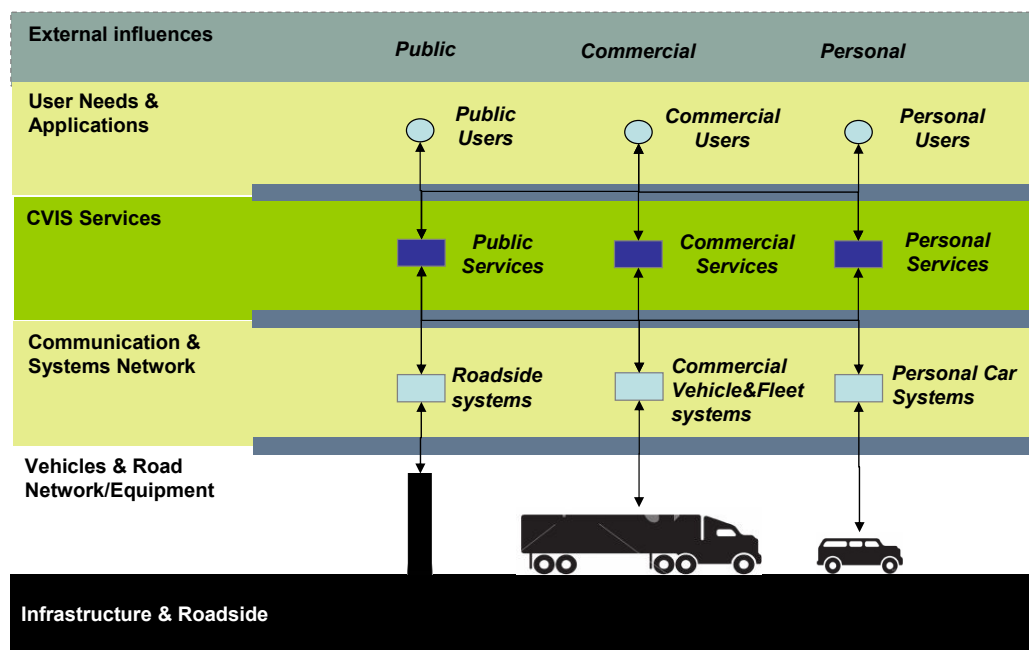 External influences
Public
Commercial
Personal
User Needs &
Applications
Public
Users
Commercial
Users
Personal
Users
CVIS Services
Public
Services
Commercial
Services
Personal
Services
Communication &
Systems Network
Roadside
systems
Commercial
Vehicle&Fleet
systems
Personal Car
Systems
Vehicles & Road
Network/Equipment
Infrastructure & Roadside